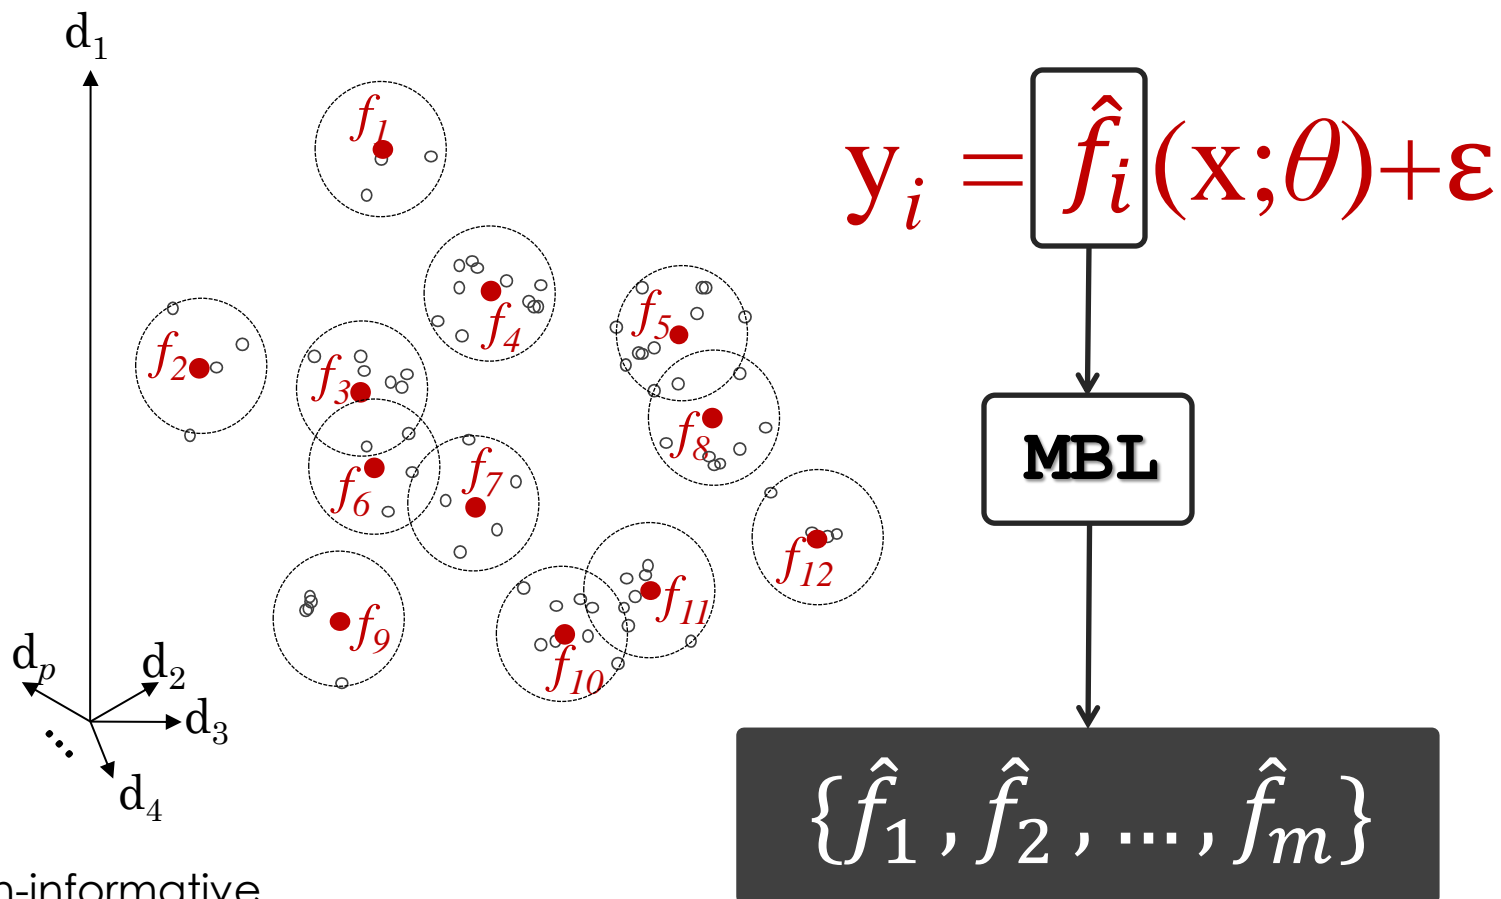 d₁
f₁
yᵢ = f̂ᵢ(x;θ)+ε
f₄
f₅
f₂
f₃
f₈
f₆
f₇
MBL
f₁₂
f₁₁
f₉
f₁₀
dₚ
d₂
d₃
...
d₄
{f̂₁ , f̂₂ , ... , f̂ₘ}
n-informative